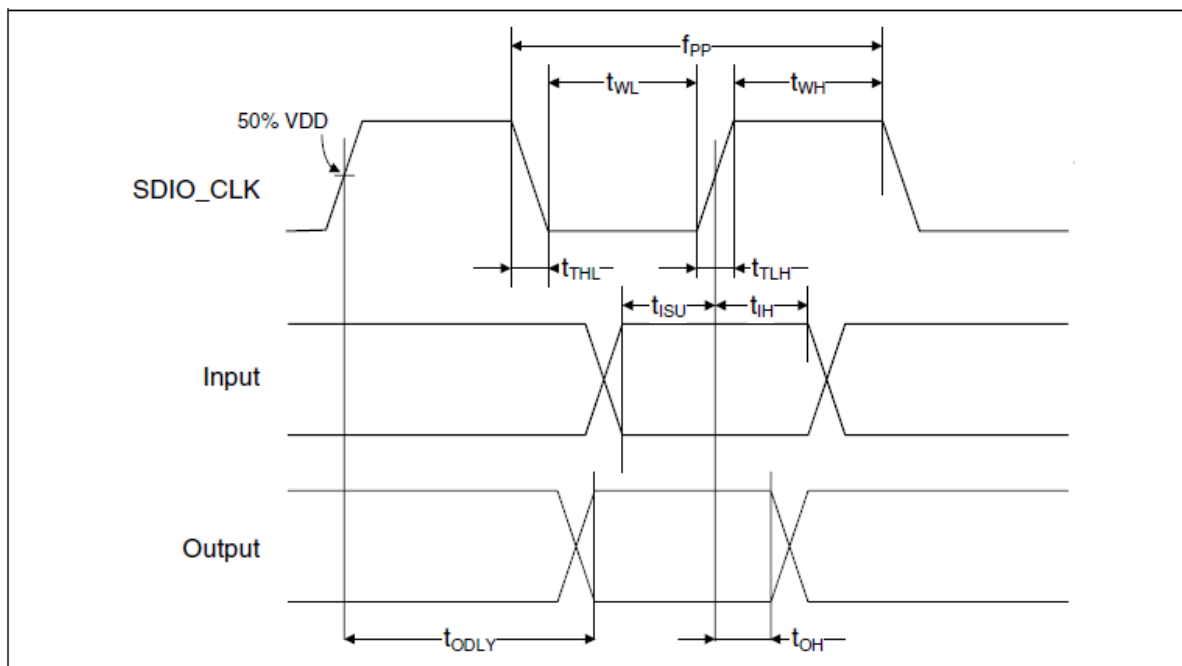 fPP
tWL
tWH
50% VDD
SDIO_CLK
tTHL
tTLH
tISU
tIH
Input
Output
tODLY
tOH